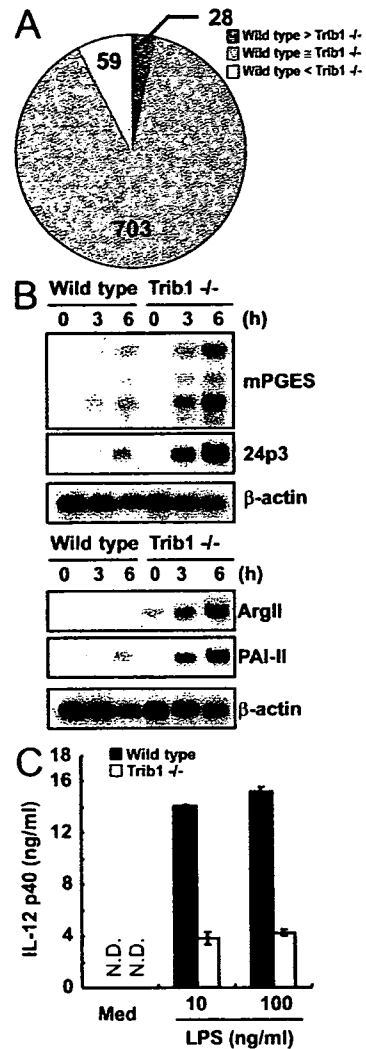 A
28
59
703
Wild type > Trib1 -/-
Wild type ≅ Trib1 -/-
Wild type < Trib1 -/-
B
Wild type Trib1 -/-
0 3 6 0 3 6 (h)
mPGES
24p3
β-actin
Wild type Trib1 -/-
0 3 6 0 3 6 (h)
ArgII
PAI-II
β-actin
C
Wild type
Trib1 -/-
IL-12 p40 (ng/ml)
18
16
12
8
4
0
N.D.
N.D.
Med
10
100
LPS (ng/ml)